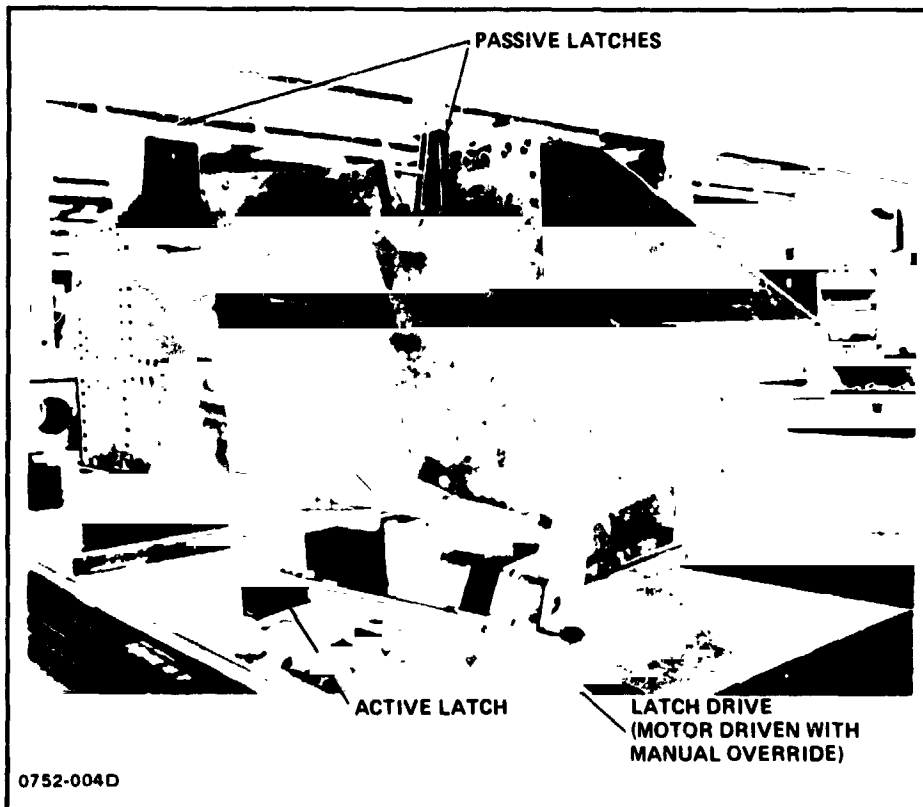 PASSIVE LATCHES
ACTIVE LATCH
LATCH DRIVE
(MOTOR DRIVEN WITH
MANUAL OVERRIDE)
0752-004D